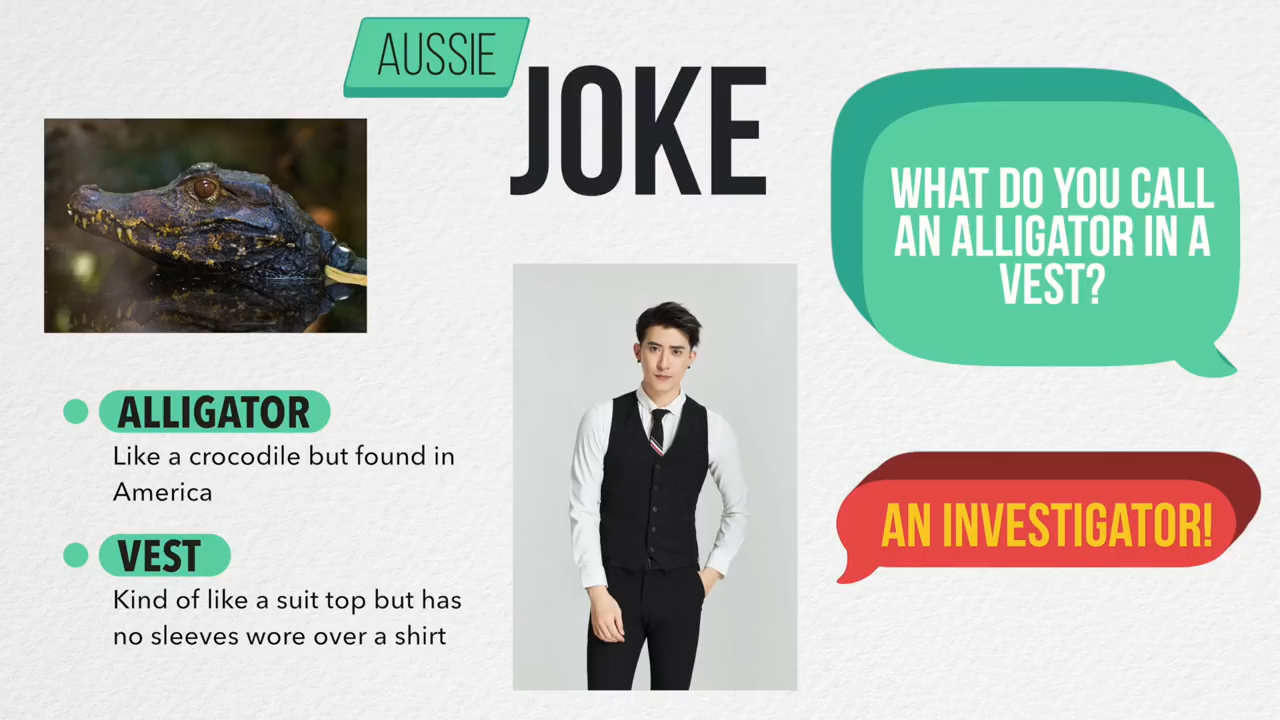 AUSSIE
JOKE
WHAT DO YOU CALL
AN ALLIGATOR IN A
VEST?
ALLIGATOR
Like a crocodile but found in
America
VEST
Kind of like a suit top but has
no sleeves wore over a shirt
AN INVESTIGATOR!